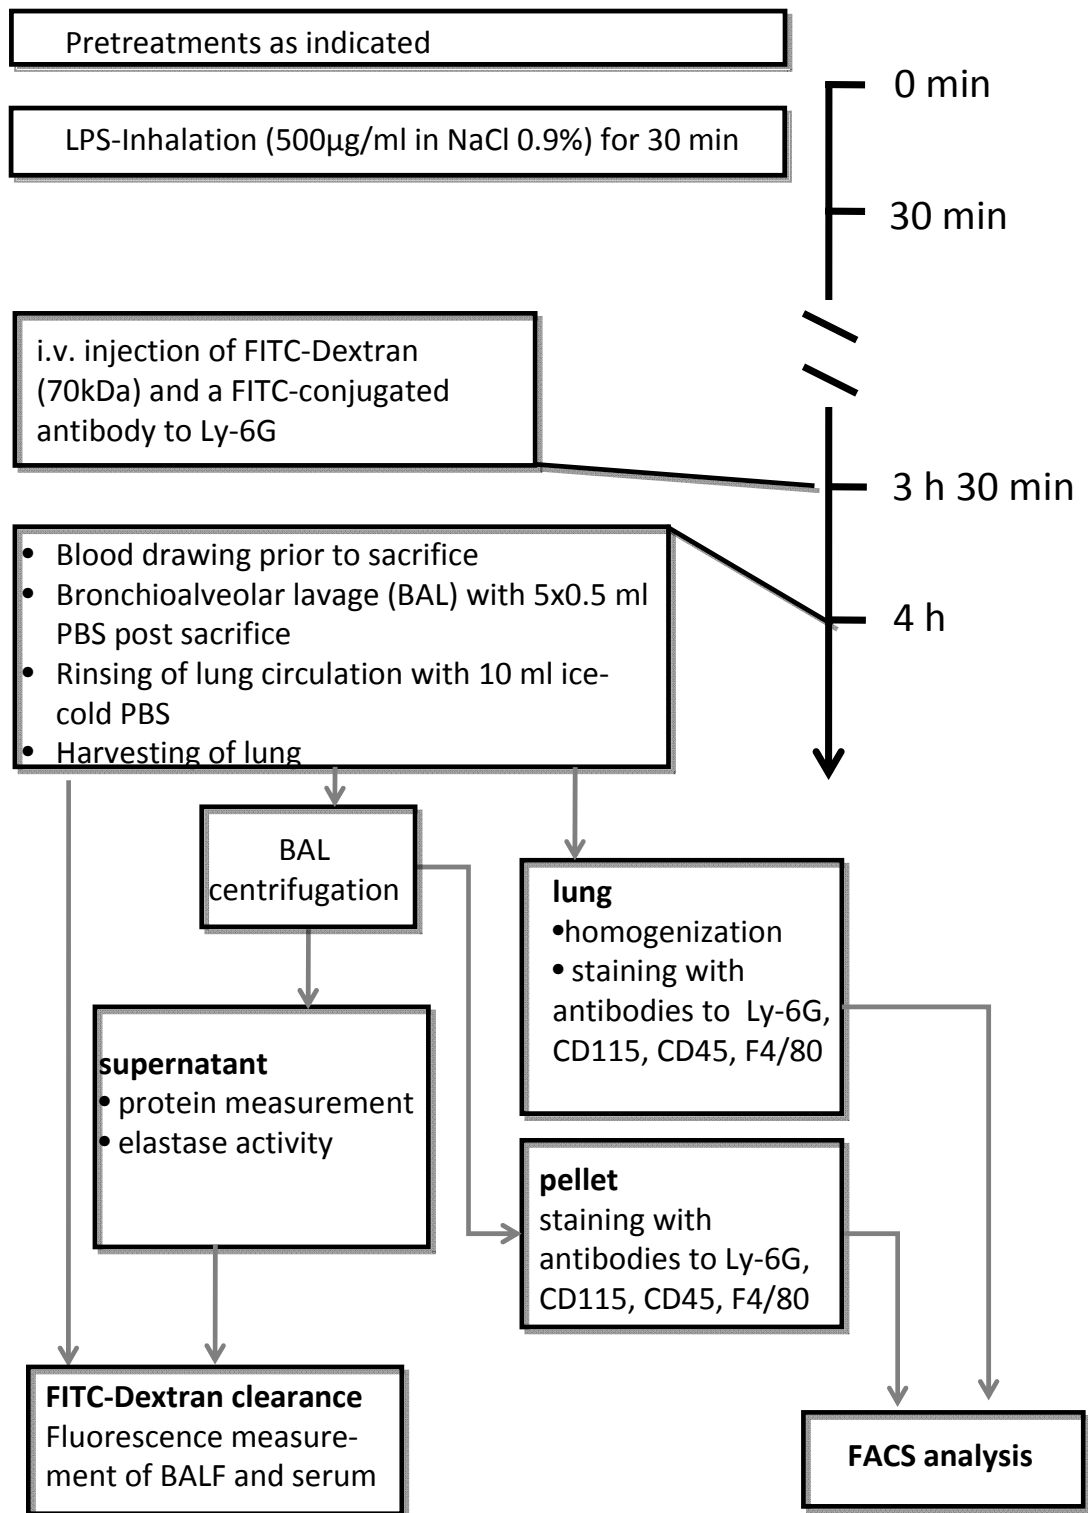 Pretreatments as indicated
0 min
LPS-Inhalation (500µg/ml in NaCl 0.9%) for 30 min
30 min
i.v. injection of FITC-Dextran
(70kDa) and a FITC-conjugated
antibody to Ly-6G
3 h 30 min
• Blood drawing prior to sacrifice
• Bronchioalveolar lavage (BAL) with 5x0.5 ml
PBS post sacrifice
• Rinsing of lung circulation with 10 ml ice-
cold PBS
• Harvesting of lung
4 h
BAL
centrifugation
lung
•homogenization
• staining with
antibodies to Ly-6G,
CD115, CD45, F4/80
supernatant
• protein measurement
• elastase activity
pellet
staining with
antibodies to Ly-6G,
CD115, CD45, F4/80
FITC-Dextran clearance
Fluorescence measure-
ment of BALF and serum
FACS analysis